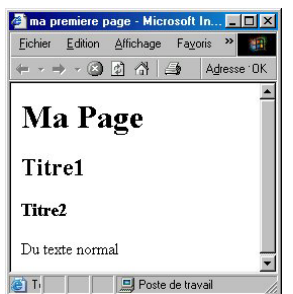 ma premiere page - Microsoft In...
Fichier Edition Affichage Favoris »
Adresse OK
Ma Page
Titre1
Titre2
Du texte normal
Poste de travail